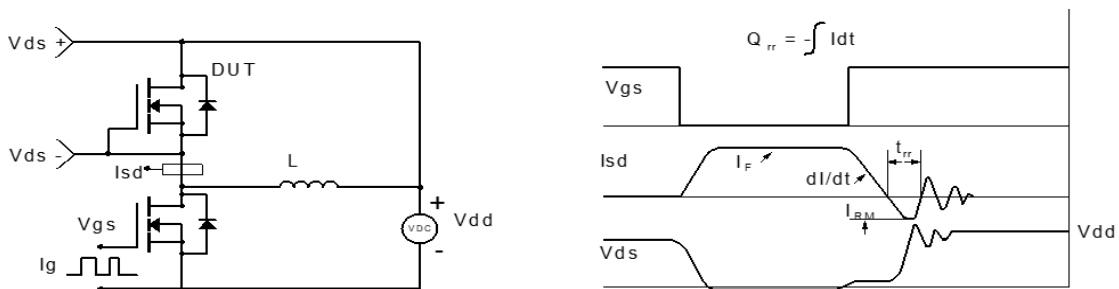 Vds +
DUT
Vds -
Isd
L
Vgs
Ig
+
VDC
-
Vdd
Q rr = - ∫ Idt
Vgs
Isd
I F
dI/dt
t rr
I RM
Vds
Vdd